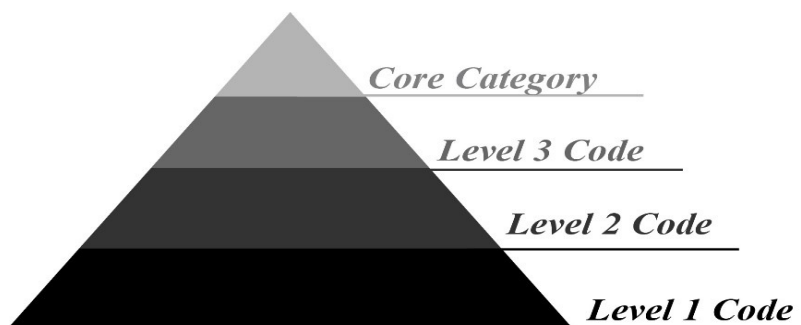 Core Category
Level 3 Code
Level 2 Code
Level 1 Code